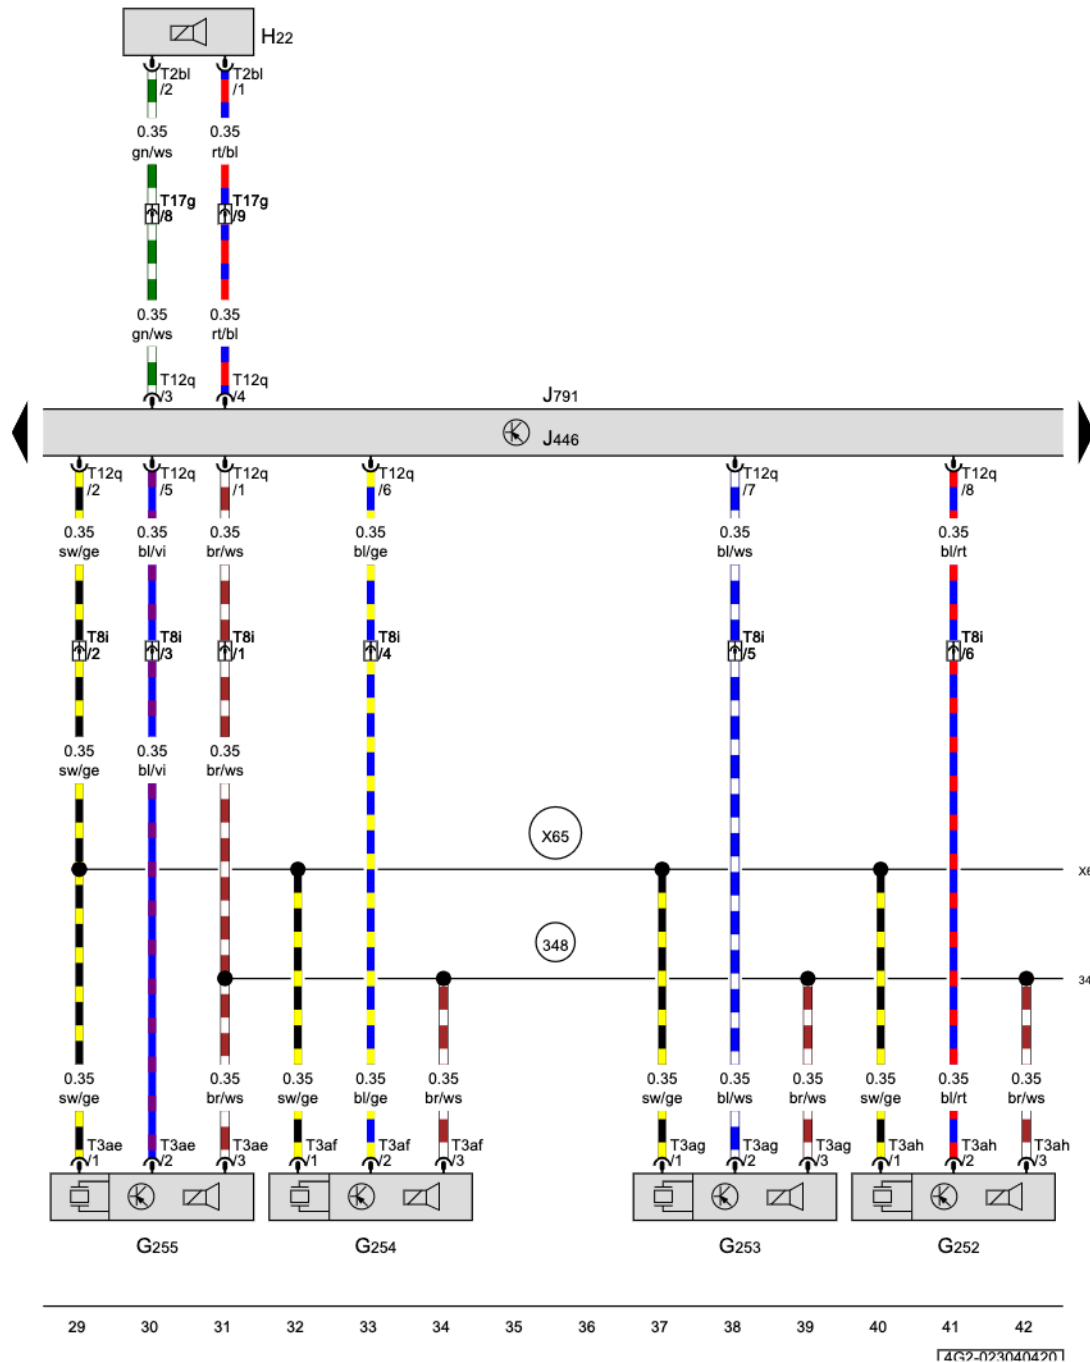 H22
T2bl T2bl
/2 /1
0.35 0.35
gn/ws rt/bl
T17g T17g
/8 /9
0.35 0.35
gn/ws rt/bl
T12q T12q
/3 /4
J791
J446
T12q T12q T12q T12q T12q T12q
/2 /5 /1 /6 /7 /8
0.35 0.35 0.35 0.35 0.35 0.35
sw/ge bl/vi br/ws bl/ge bl/ws bl/rt
T8i T8i T8i T8i T8i T8i
/2 /3 /1 /4 /5 /6
0.35 0.35 0.35
sw/ge bl/vi br/ws
X65
X6
348
34
0.35 0.35 0.35 0.35 0.35 0.35 0.35 0.35 0.35 0.35 0.35
sw/ge br/ws sw/ge bl/ge br/ws sw/ge bl/ws br/ws sw/ge bl/rt br/ws
T3ae T3ae T3ae T3af T3af T3af T3ag T3ag T3ag T3ah T3ah T3ah
/1 /2 /3 /1 /2 /3 /1 /2 /3 /1 /2 /3
G255 G254 G253 G252
29 30 31 32 33 34 35 36 37 38 39 40 41 42
4G2-023040420